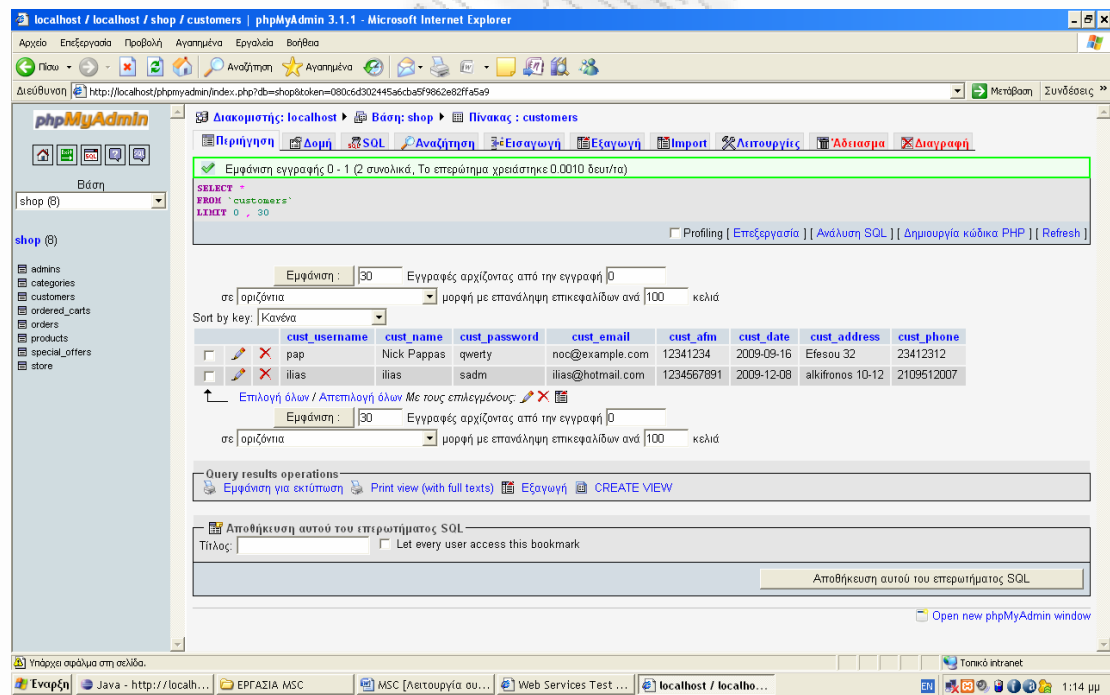 localhost / localhost / shop / customers | phpMyAdmin 3.1.1 - Microsoft Internet Explorer
Αρχείο Επεξεργασία Προβολή Αγαπημένα Εργαλεία Βοήθεια
Πίσω Αναζήτηση Αγαπημένα
Διεύθυνση http://localhost/phpmyadmin/index.php?db=shop&token=080c6d302445a6cba5f9862e82ffa5a9 Μετάβαση Συνδέσεις »
phpMyAdmin
Βάση
shop (8)
shop (8)
admins
categories
customers
ordered_carts
orders
products
special_offers
store
Διακομιστής: localhost Βάση: shop Πίνακας : customers
Περιήγηση Δομή SQL Αναζήτηση Εισαγωγή Εξαγωγή Import Λειτουργίες Άδειασμα Διαγραφή
Εμφάνιση εγγραφής 0 - 1 (2 συνολικά, Το επερώτημα χρειάστηκε 0.0010 δευτ/τα)
SELECT *
FROM `customers`
LIMIT 0 , 30
Profiling [ Επεξεργασία ] [ Ανάλυση SQL ] [ Δημιουργία κώδικα PHP ] [ Refresh ]
Εμφάνιση : 30 Εγγραφές αρχίζοντας από την εγγραφή 0
σε οριζόντια μορφή με επανάληψη επικεφαλίδων ανά 100 κελιά
Sort by key: Κανένα
cust_username cust_name cust_password cust_email cust_afm cust_date cust_address cust_phone
pap Nick Pappas qwerty noc@example.com 12341234 2009-09-16 Efesou 32 23412312
ilias ilias sadm ilias@hotmail.com 1234567891 2009-12-08 alkifronos 10-12 2109512007
Επιλογή όλων / Απεπιλογή όλων Με τους επιλεγμένους:
Εμφάνιση : 30 Εγγραφές αρχίζοντας από την εγγραφή 0
σε οριζόντια μορφή με επανάληψη επικεφαλίδων ανά 100 κελιά
Query results operations
Εμφάνιση για εκτύπωση Print view (with full texts) Εξαγωγή CREATE VIEW
Αποθήκευση αυτού του επερωτήματος SQL
Τίτλος: Let every user access this bookmark
Αποθήκευση αυτού του επερωτήματος SQL
Open new phpMyAdmin window
Υπάρχει σφάλμα στη σελίδα. Τοπικό intranet
Έναρξη Java - http://localh... ΕΡΓΑΣΙΑ MSC MSC [Λειτουργία συ... Web Services Test ... localhost / localho... EN 1:14 μμ